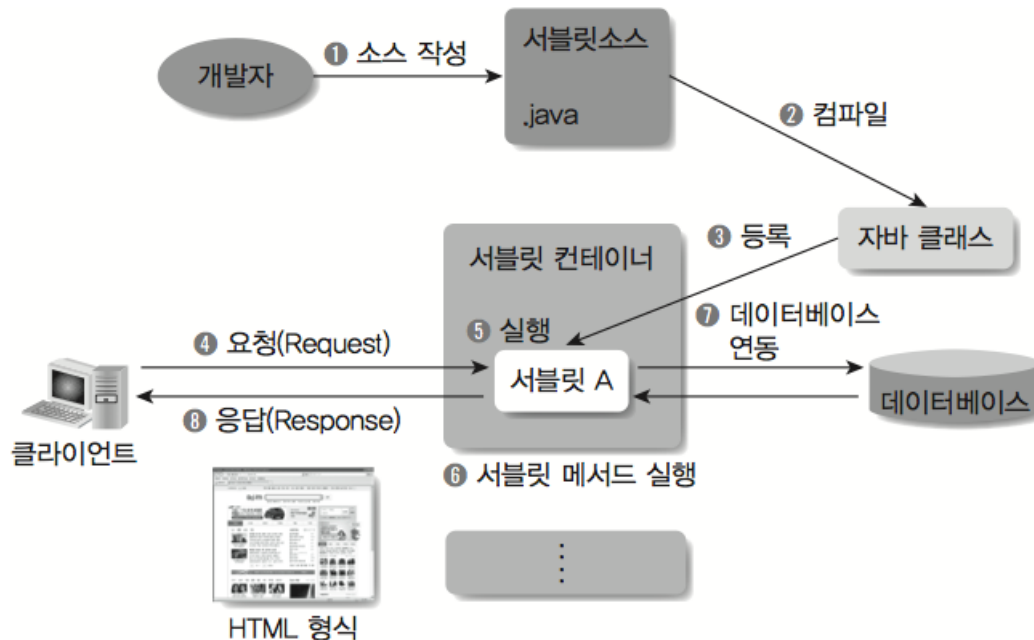 개발자
❶ 소스 작성
서블릿소스
.java
❷ 컴파일
자바 클래스
❸ 등록
서블릿 컨테이너
❹ 요청(Request)
❺ 실행
서블릿 A
❼ 데이터베이스
연동
데이터베이스
클라이언트
❽ 응답(Response)
❻ 서블릿 메서드 실행
HTML 형식